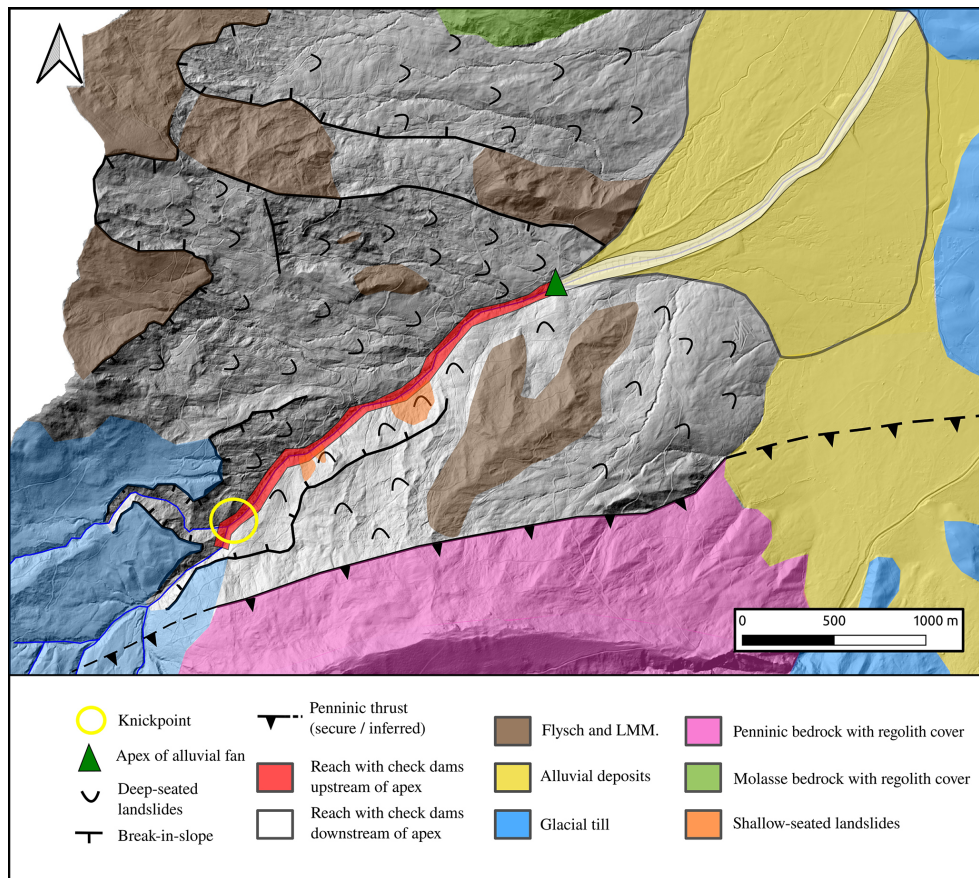 0 500 1000 m
Knickpoint
Apex of alluvial fan
Deep-seated
landslides
Break-in-slope
Penninic thrust
(secure / inferred)
Reach with check dams
upstream of apex
Reach with check dams
downstream of apex
Flysch and LMM.
Alluvial deposits
Glacial till
Penninic bedrock with regolith cover
Molasse bedrock with regolith cover
Shallow-seated landslides